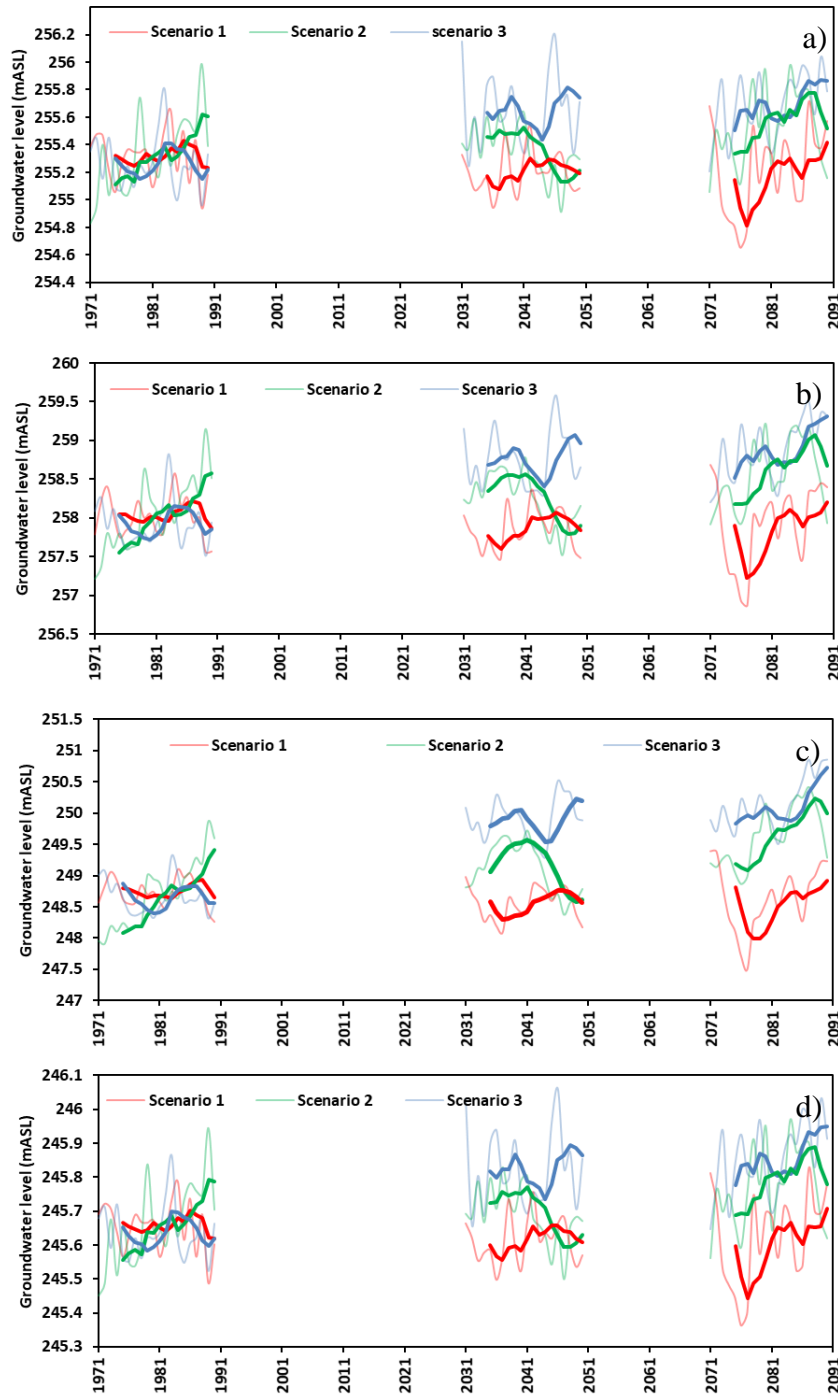 Scenario 1 Scenario 2 scenario 3
a)
Groundwater level (mASL)
256.2
256
255.8
255.6
255.4
255.2
255
254.8
254.6
254.4
1971 1981 1991 2001 2011 2021 2031 2041 2051 2061 2071 2081 2091
Scenario 1 Scenario 2 Scenario 3
b)
Groundwater level (mASL)
260
259.5
259
258.5
258
257.5
257
256.5
1971 1981 1991 2001 2011 2021 2031 2041 2051 2061 2071 2081 2091
Scenario 1 Scenario 2 Scenario 3
c)
Groundwater level (mASL)
251.5
251
250.5
250
249.5
249
248.5
248
247.5
247
1971 1981 1991 2001 2011 2021 2031 2041 2051 2061 2071 2081 2091
Scenario 1 Scenario 2 Scenario 3
d)
Groundwater level (mASL)
246.1
246
245.9
245.8
245.7
245.6
245.5
245.4
245.3
1971 1981 1991 2001 2011 2021 2031 2041 2051 2061 2071 2081 2091